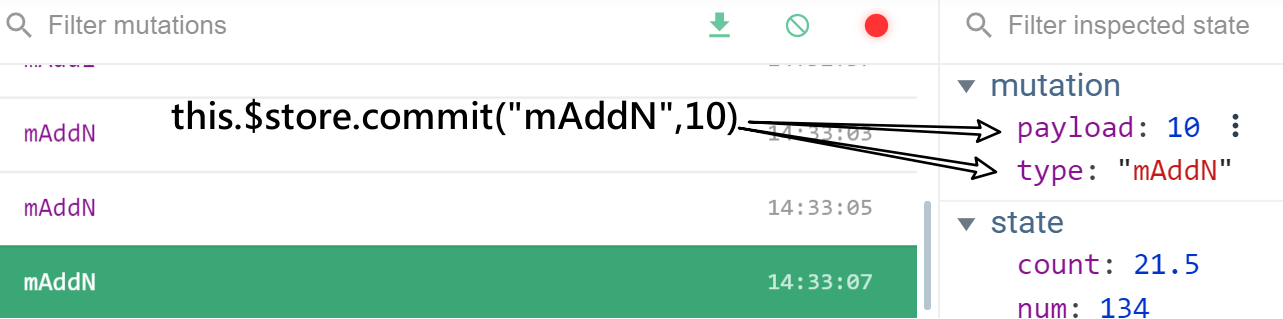 Filter mutations
Filter inspected state
mutation
this.$store.commit("mAddN",10)
mAddN
14:33:03
payload: 10
type: "mAddN"
mAddN
14:33:05
state
count: 21.5
mAddN
14:33:07
num: 134